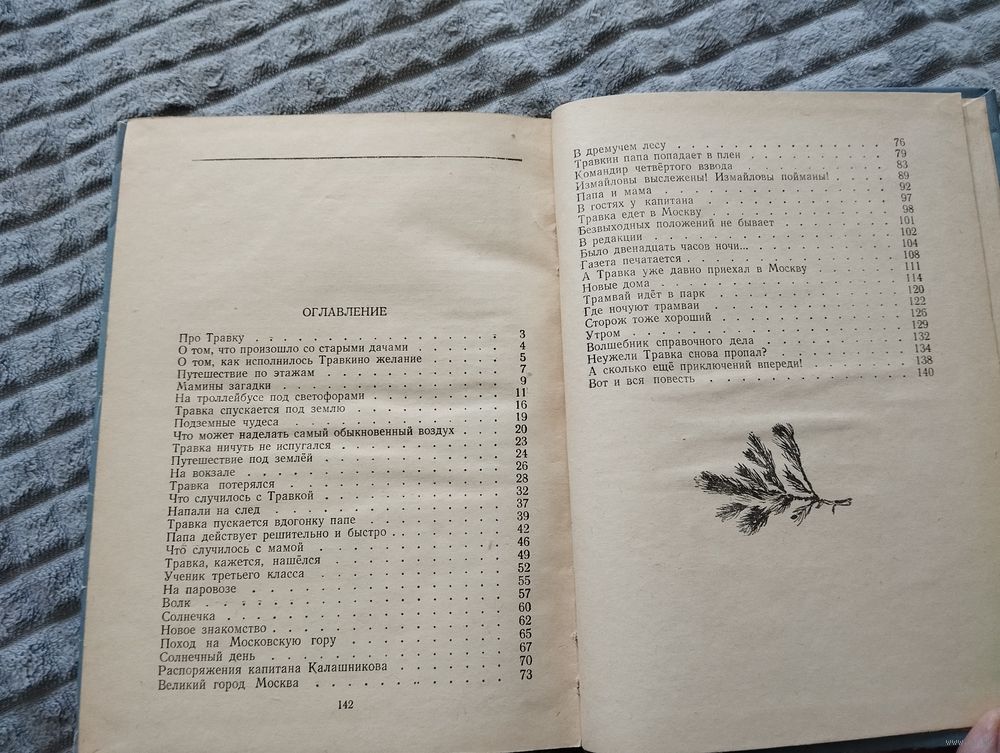 ОГЛАВЛЕНИЕ
Про Травку . . . . . . . . . . 3
О том, что произошло со старыми дачами . . . . 4
О том, как исполнилось Травкино желание . . . . 5
Путешествие по этажам . . . . . . . . 7
Мамины загадки . . . . . . . . . 9
На троллейбусе под светофорами . . . . . . 11
Травка спускается под землю . . . . . . . 16
Подземные чудеса . . . . . . . . . 19
Что может наделать самый обыкновенный воздух . . . 20
Травка ничуть не испугался . . . . . . . 23
Путешествие под землёй . . . . . . . . 24
На вокзале . . . . . . . . . . 26
Травка потерялся . . . . . . . . . 28
Что случилось с Травкой . . . . . . . . 32
Напали на след . . . . . . . . . 37
Травка пускается вдогонку папе . . . . . . 39
Папа действует решительно и быстро . . . . . 42
Что случилось с мамой . . . . . . . . 46
Травка, кажется, нашёлся . . . . . . . 49
Ученик третьего класса . . . . . . . . 52
На паровозе . . . . . . . . . . 55
Волк . . . . . . . . . . . 57
Солнечка . . . . . . . . . . 60
Новое знакомство . . . . . . . . . 62
Поход на Московскую гору . . . . . . . 65
Солнечный день . . . . . . . . . 67
Распоряжения капитана Калашникова . . . . . 70
Великий город Москва . . . . . . . . 73
142
В дремучем лесу . . . . . . . . . 76
Травкин папа попадает в плен . . . . . . 79
Командир четвёртого взвода . . . . . . . 83
Измайловы выслежены! Измайловы пойманы! . . . . 89
Папа и мама . . . . . . . . . . 92
В гостях у капитана . . . . . . . . 97
Травка едет в Москву . . . . . . . . 98
Безвыходных положений не бывает . . . . . 101
В редакции . . . . . . . . . . 102
Было двенадцать часов ночи... . . . . . . 104
Газета печатается . . . . . . . . . 108
А Травка уже давно приехал в Москву . . . . 111
Новые дома . . . . . . . . . . 114
Трамвай идёт в парк . . . . . . . . 120
Где ночуют трамваи . . . . . . . . 122
Сторож тоже хороший . . . . . . . . 126
Утром . . . . . . . . . . . 129
Волшебник справочного дела . . . . . . . 132
Неужели Травка снова пропал? . . . . . . 134
А сколько ещё приключений впереди! . . . . . 138
Вот и вся повесть . . . . . . . . . 140